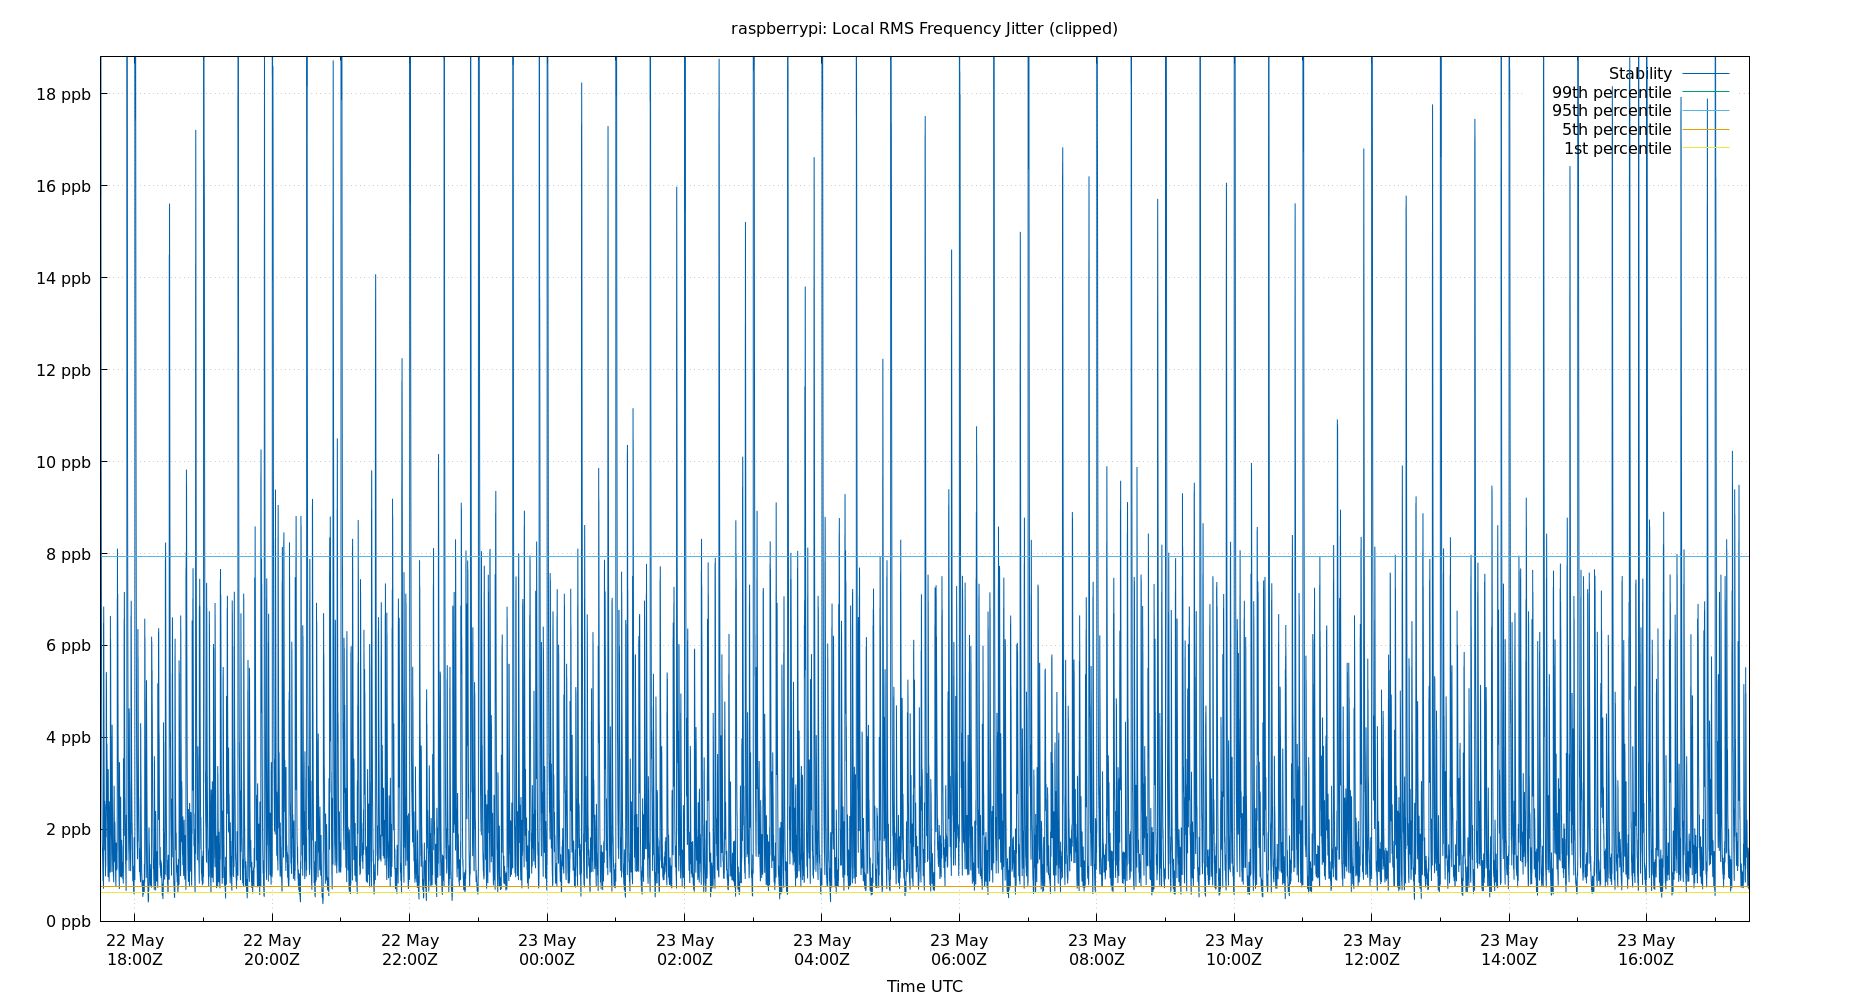 raspberrypi: Local RMS Frequency Jitter (clipped)
Stability
99th percentile
95th percentile
5th percentile
1st percentile
18 ppb
16 ppb
14 ppb
12 ppb
10 ppb
8 ppb
6 ppb
4 ppb
2 ppb
0 ppb
22 May 22 May 22 May 23 May 23 May 23 May 23 May 23 May 23 May 23 May 23 May 23 May
18:00Z 20:00Z 22:00Z 00:00Z 02:00Z 04:00Z 06:00Z 08:00Z 10:00Z 12:00Z 14:00Z 16:00Z
Time UTC